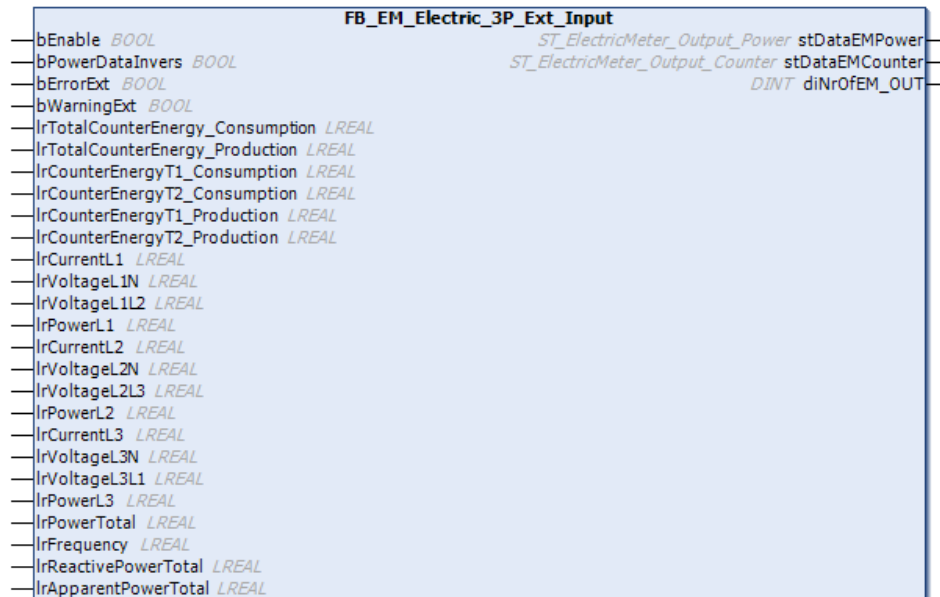 FB_EM_Electric_3P_Ext_Input
bEnable BOOL ST_ElectricMeter_Output_Power stDataEMPower
bPowerDataInvers BOOL ST_ElectricMeter_Output_Counter stDataEMCounter
bErrorExt BOOL DINT diNrOfEM_OUT
bWarningExt BOOL
lrTotalCounterEnergy_Consumption LREAL
lrTotalCounterEnergy_Production LREAL
lrCounterEnergyT1_Consumption LREAL
lrCounterEnergyT2_Consumption LREAL
lrCounterEnergyT1_Production LREAL
lrCounterEnergyT2_Production LREAL
lrCurrentL1 LREAL
lrVoltageL1N LREAL
lrVoltageL1L2 LREAL
lrPowerL1 LREAL
lrCurrentL2 LREAL
lrVoltageL2N LREAL
lrVoltageL2L3 LREAL
lrPowerL2 LREAL
lrCurrentL3 LREAL
lrVoltageL3N LREAL
lrVoltageL3L1 LREAL
lrPowerL3 LREAL
lrPowerTotal LREAL
lrFrequency LREAL
lrReactivePowerTotal LREAL
lrApparentPowerTotal LREAL